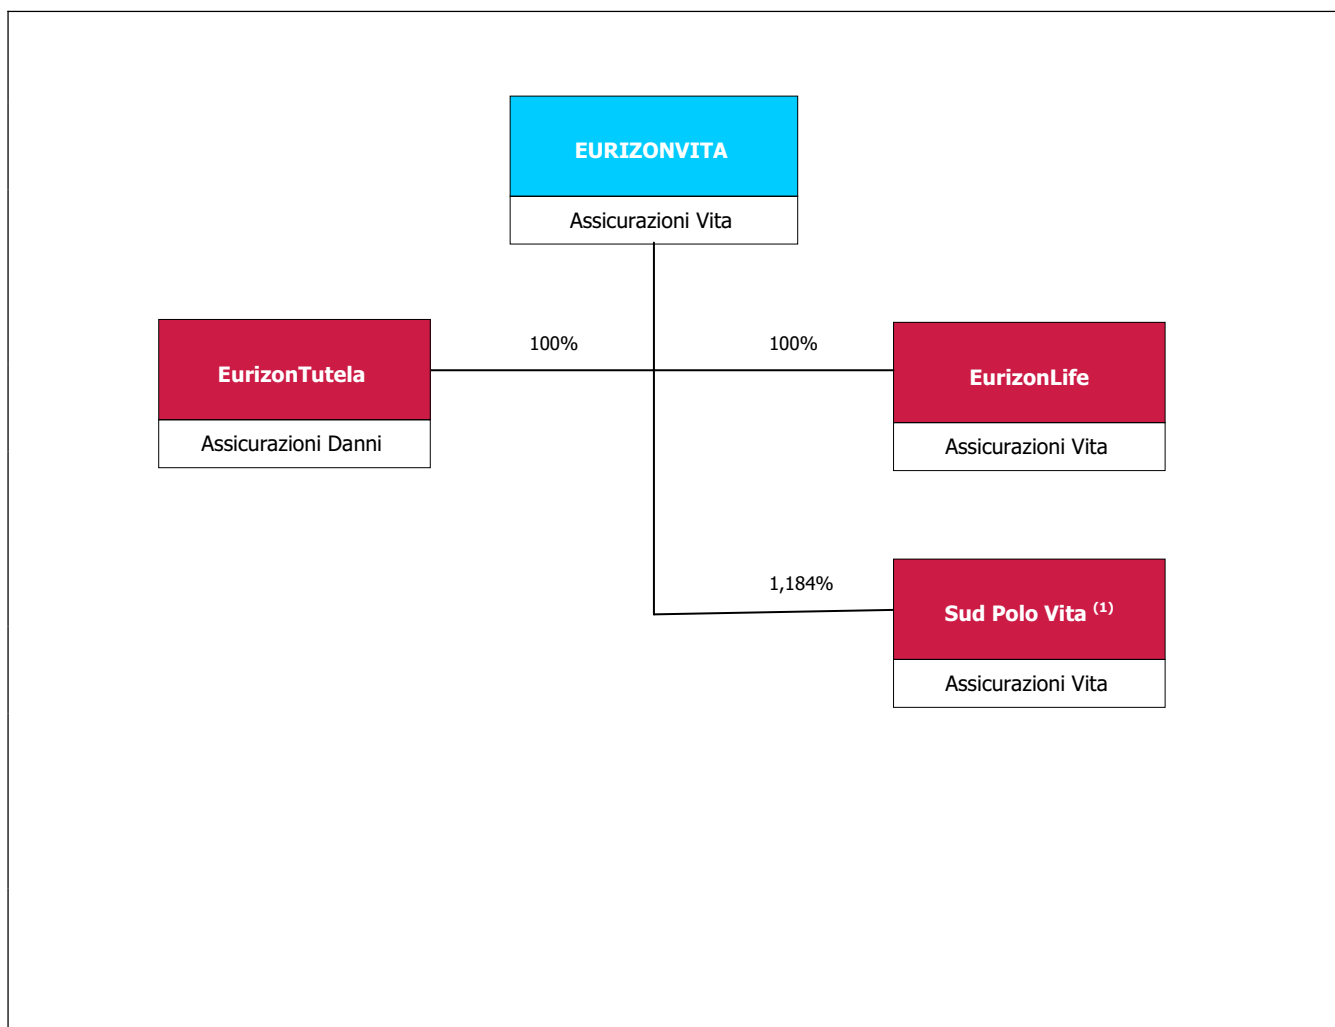 EURIZONVITA
Assicurazioni Vita
100%
100%
EurizonTutela
Assicurazioni Danni
EurizonLife
Assicurazioni Vita
1,184%
Sud Polo Vita (1)
Assicurazioni Vita